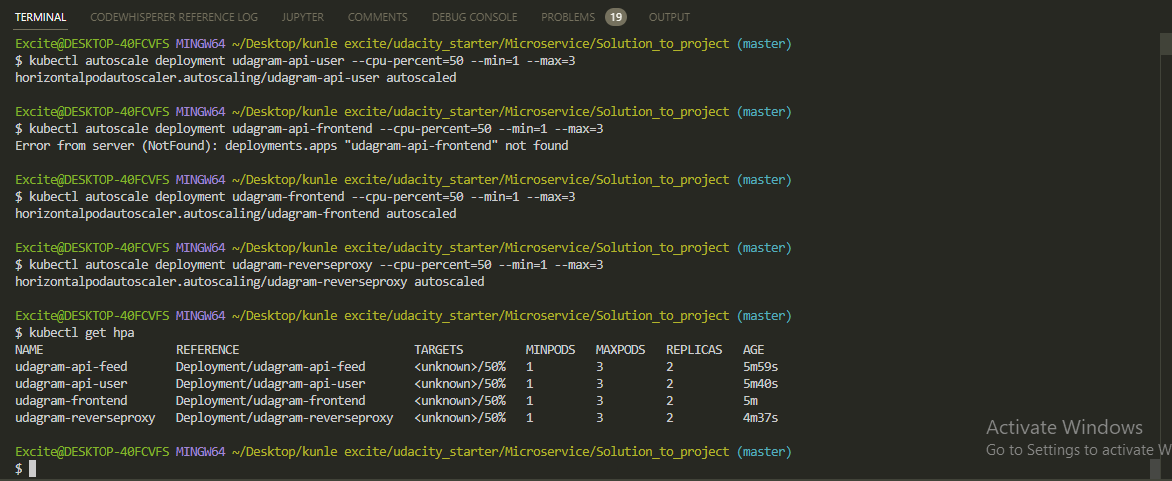 TERMINAL CODEWHISPERER REFERENCE LOG JUPYTER COMMENTS DEBUG CONSOLE PROBLEMS 19 OUTPUT
Excite@DESKTOP-40FCVFS MINGW64 ~/Desktop/kunle excite/udacity_starter/Microservice/Solution_to_project (master)
$ kubectl autoscale deployment udagram-api-user --cpu-percent=50 --min=1 --max=3
horizontalpodautoscaler.autoscaling/udagram-api-user autoscaled
Excite@DESKTOP-40FCVFS MINGW64 ~/Desktop/kunle excite/udacity_starter/Microservice/Solution_to_project (master)
$ kubectl autoscale deployment udagram-api-frontend --cpu-percent=50 --min=1 --max=3
Error from server (NotFound): deployments.apps "udagram-api-frontend" not found
Excite@DESKTOP-40FCVFS MINGW64 ~/Desktop/kunle excite/udacity_starter/Microservice/Solution_to_project (master)
$ kubectl autoscale deployment udagram-frontend --cpu-percent=50 --min=1 --max=3
horizontalpodautoscaler.autoscaling/udagram-frontend autoscaled
Excite@DESKTOP-40FCVFS MINGW64 ~/Desktop/kunle excite/udacity_starter/Microservice/Solution_to_project (master)
$ kubectl autoscale deployment udagram-reverseproxy --cpu-percent=50 --min=1 --max=3
horizontalpodautoscaler.autoscaling/udagram-reverseproxy autoscaled
Excite@DESKTOP-40FCVFS MINGW64 ~/Desktop/kunle excite/udacity_starter/Microservice/Solution_to_project (master)
$ kubectl get hpa
NAME REFERENCE TARGETS MINPODS MAXPODS REPLICAS AGE
udagram-api-feed Deployment/udagram-api-feed <unknown>/50% 1 3 2 5m59s
udagram-api-user Deployment/udagram-api-user <unknown>/50% 1 3 2 5m40s
udagram-frontend Deployment/udagram-frontend <unknown>/50% 1 3 2 5m
udagram-reverseproxy Deployment/udagram-reverseproxy <unknown>/50% 1 3 2 4m37s
Excite@DESKTOP-40FCVFS MINGW64 ~/Desktop/kunle excite/udacity_starter/Microservice/Solution_to_project (master)
$
Activate Windows
Go to Settings to activate W